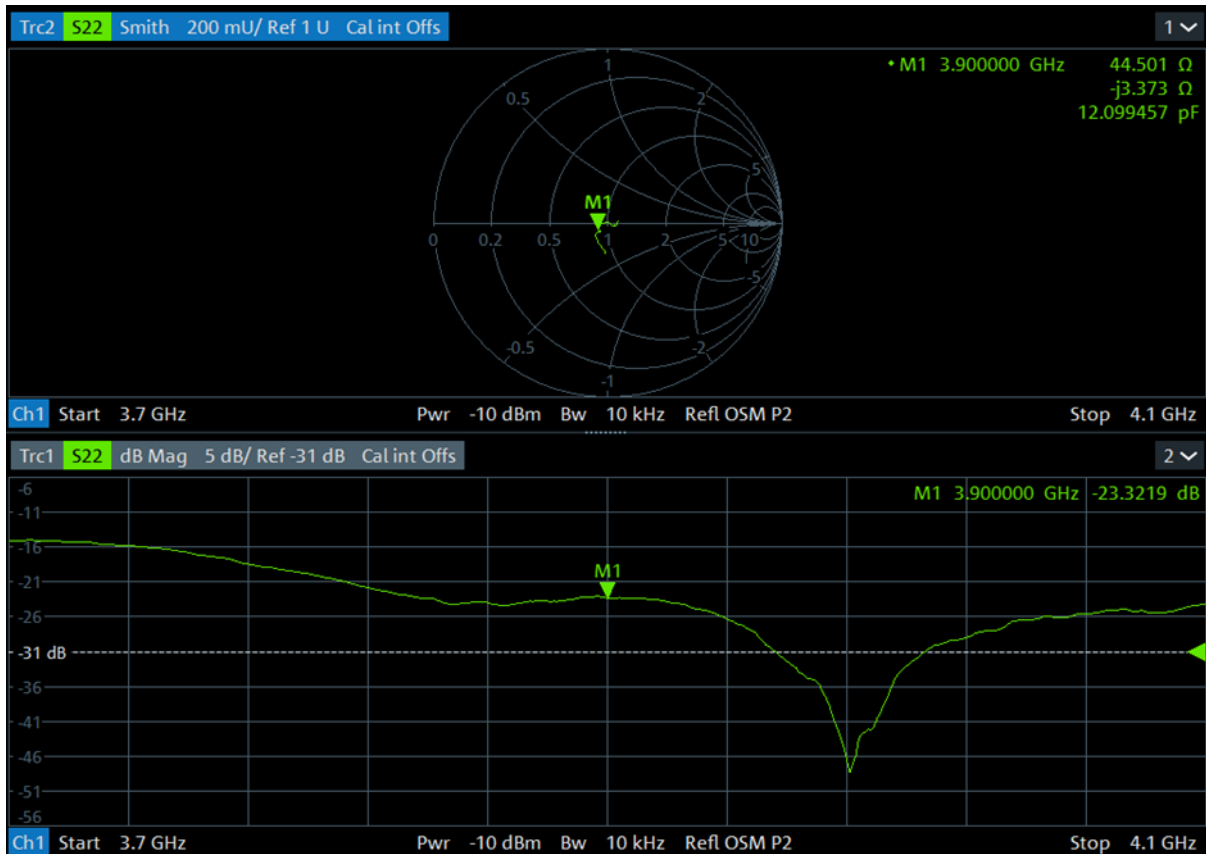 Trc2 S22 Smith 200 mU/ Ref 1 U Cal int Offs 1
• M1 3.900000 GHz 44.501 Ω
-j3.373 Ω
12.099457 pF
1
0.5 2
5
M1
0 0.2 0.5 1 2 5 10
-5
-0.5 -2
-1
Ch1 Start 3.7 GHz Pwr -10 dBm Bw 10 kHz Refl OSM P2 Stop 4.1 GHz
Trc1 S22 dB Mag 5 dB/ Ref -31 dB Cal int Offs 2
-6 M1 3.900000 GHz -23.3219 dB
-11
-16
M1
-21
-26
-31 dB
-36
-41
-46
-51
-56
Ch1 Start 3.7 GHz Pwr -10 dBm Bw 10 kHz Refl OSM P2 Stop 4.1 GHz